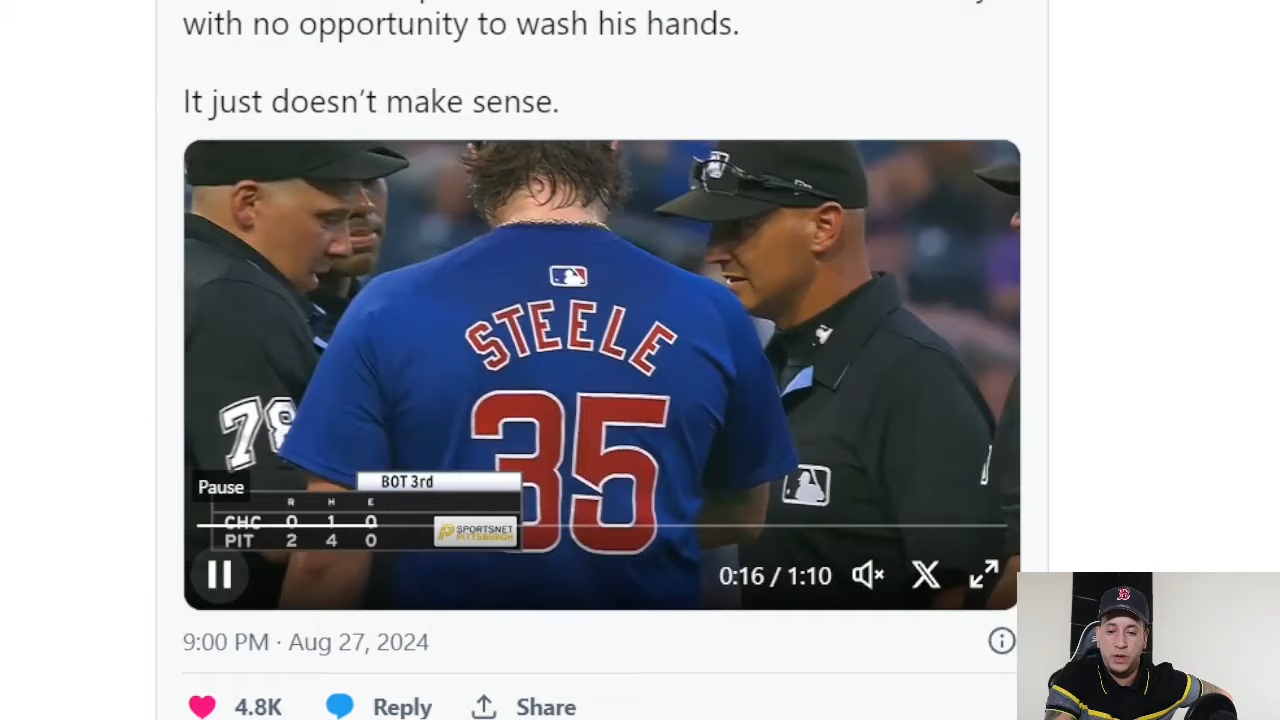 with no opportunity to wash his hands.
It just doesn’t make sense.
STEELE
35
78
Pause
BOT 3rd
R H E
CHC 0 1 0
PIT 2 4 0
SPORTSNET
PITTSBURGH
0:16 / 1:10
9:00 PM · Aug 27, 2024
4.8K Reply Share
B